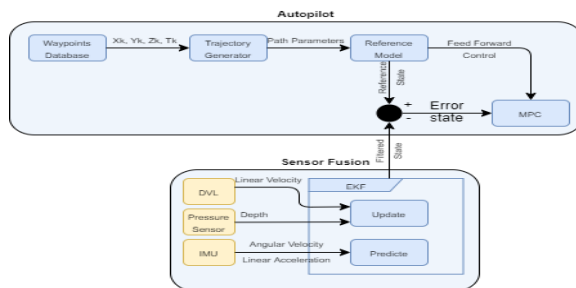 Autopilot
Waypoints
Database
Xk, Yk, Zk, Tk
Trajectory
Generator
Path Parameters
Reference
Model
Feed Forward
Control
Reference
State
+
-
Error
state
MPC
Filtered
State
Sensor Fusion
DVL
Linear Velocity
EKF
Pressure
Sensor
Depth
Update
IMU
Angular Velocity
Linear Acceleration
Predicte